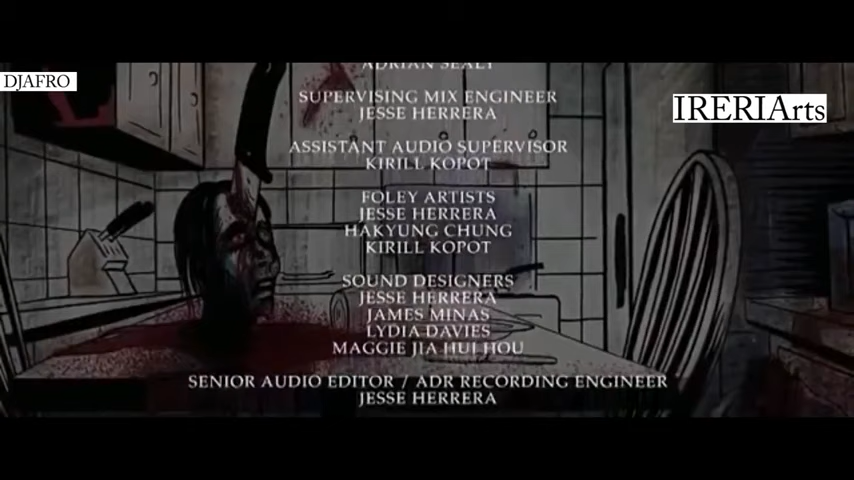 ADRIAN SEALY
DJAFRO
IRERIArts
SUPERVISING MIX ENGINEER
JESSE HERRERA
ASSISTANT AUDIO SUPERVISOR
KIRILL KOPOT
FOLEY ARTISTS
JESSE HERRERA
HAKYUNG CHUNG
KIRILL KOPOT
SOUND DESIGNERS
JESSE HERRERA
JAMES MINAS
LYDIA DAVIES
MAGGIE JIA HUI HOU
SENIOR AUDIO EDITOR / ADR RECORDING ENGINEER
JESSE HERRERA